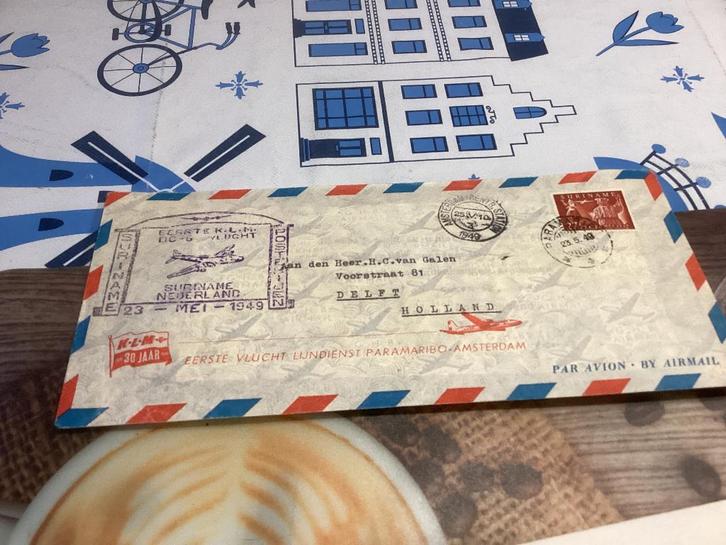 EERSTE K.L.M.
DC-6 VLUCHT
SURINAME
POSTERIJEN
SURINAME
NEDERLAND
23 - MEI - 1949
Aan den Heer.H.C.van Galen
Voorstraat 81
DELFT
HOLLAND
1949
SURINAME
23.5.49
K·L·M
30 JAAR
EERSTE VLUCHT LIJNDIENST PARAMARIBO-AMSTERDAM
PAR AVION · BY AIRMAIL